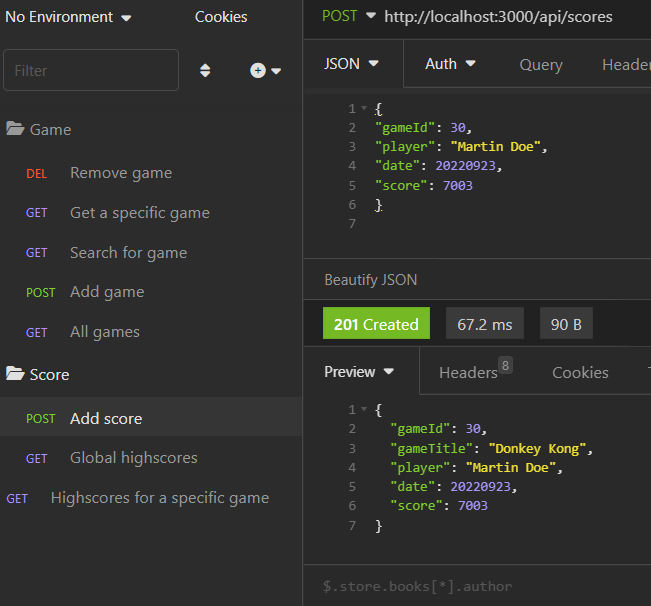 No Environment
Cookies
Filter
Game
DEL Remove game
GET Get a specific game
GET Search for game
POST Add game
GET All games
Score
POST Add score
GET Global highscores
GET Highscores for a specific game
POST http://localhost:3000/api/scores
JSON Auth Query Header
1 {
2 "gameId": 30,
3 "player": "Martin Doe",
4 "date": 20220923,
5 "score": 7003
6 }
7
Beautify JSON
201 Created 67.2 ms 90 B
Preview Headers 8 Cookies
1 {
2 "gameId": 30,
3 "gameTitle": "Donkey Kong",
4 "player": "Martin Doe",
5 "date": 20220923,
6 "score": 7003
7 }
$.store.books[*].author